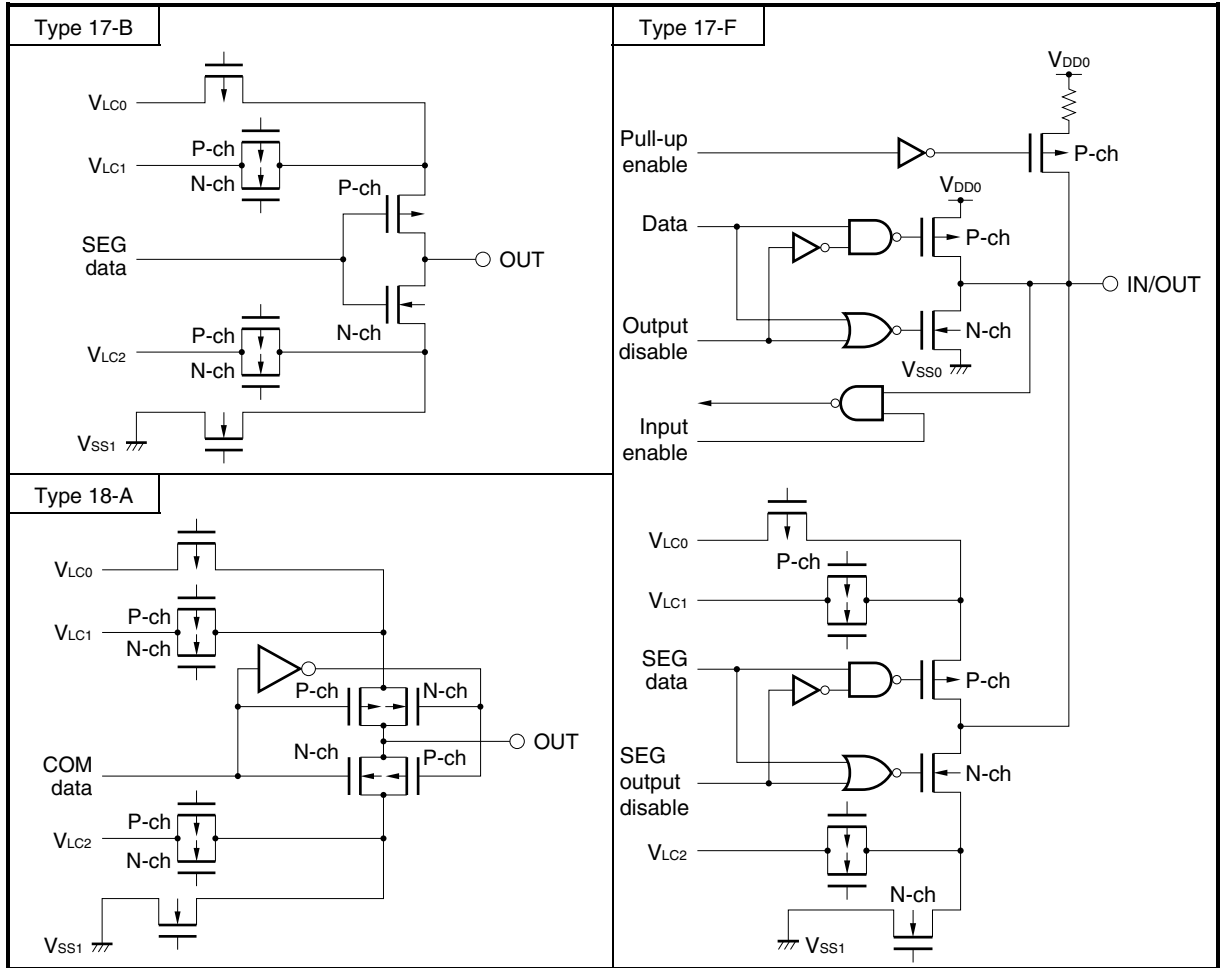 Type 17-B
VLC0
P-ch
VLC1
N-ch
P-ch
SEG
data
OUT
N-ch
P-ch
VLC2
N-ch
VSS1
Type 18-A
VLC0
P-ch
VLC1
N-ch
P-ch
N-ch
OUT
N-ch
P-ch
COM
data
P-ch
VLC2
N-ch
VSS1
Type 17-F
VDD0
Pull-up
enable
P-ch
VDD0
Data
P-ch
IN/OUT
Output
disable
N-ch
VSS0
Input
enable
VLC0
P-ch
VLC1
SEG
data
P-ch
SEG
output
disable
N-ch
VLC2
N-ch
VSS1